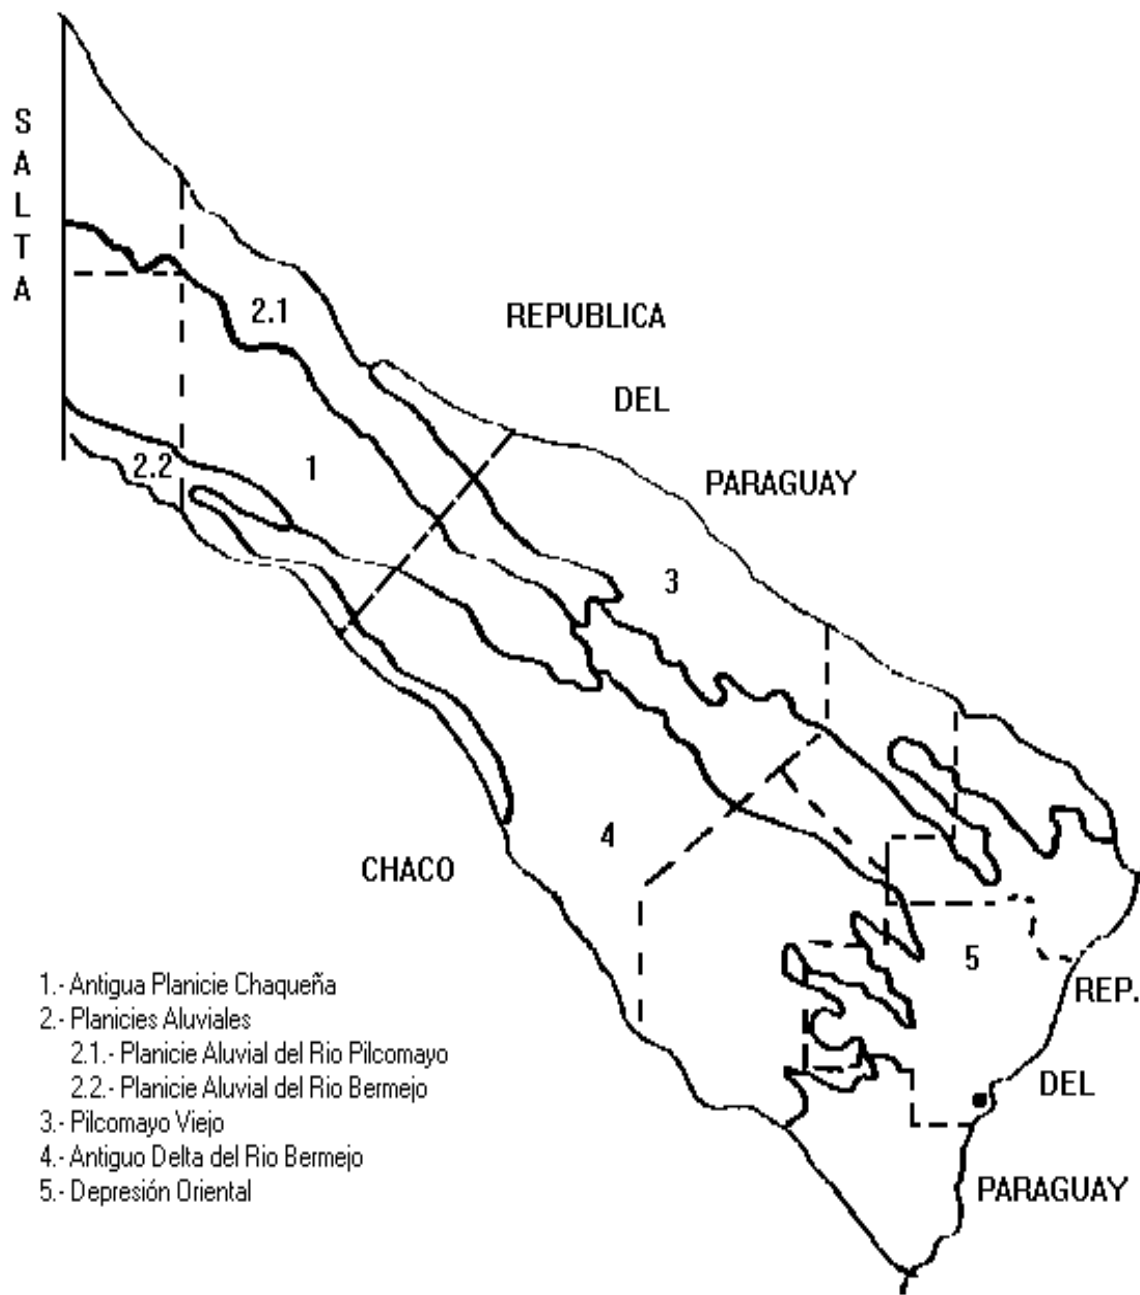 SALTA
2.1
REPUBLICA
DEL
PARAGUAY
2.2
1
3
4
CHACO
5
REP.
DEL
PARAGUAY
1.- Antigua Planicie Chaqueña
2.- Planicies Aluviales
2.1.- Planicie Aluvial del Rio Pilcomayo
2.2.- Planicie Aluvial del Rio Bermejo
3.- Pilcomayo Viejo
4.- Antiguo Delta del Rio Bermejo
5.- Depresión Oriental